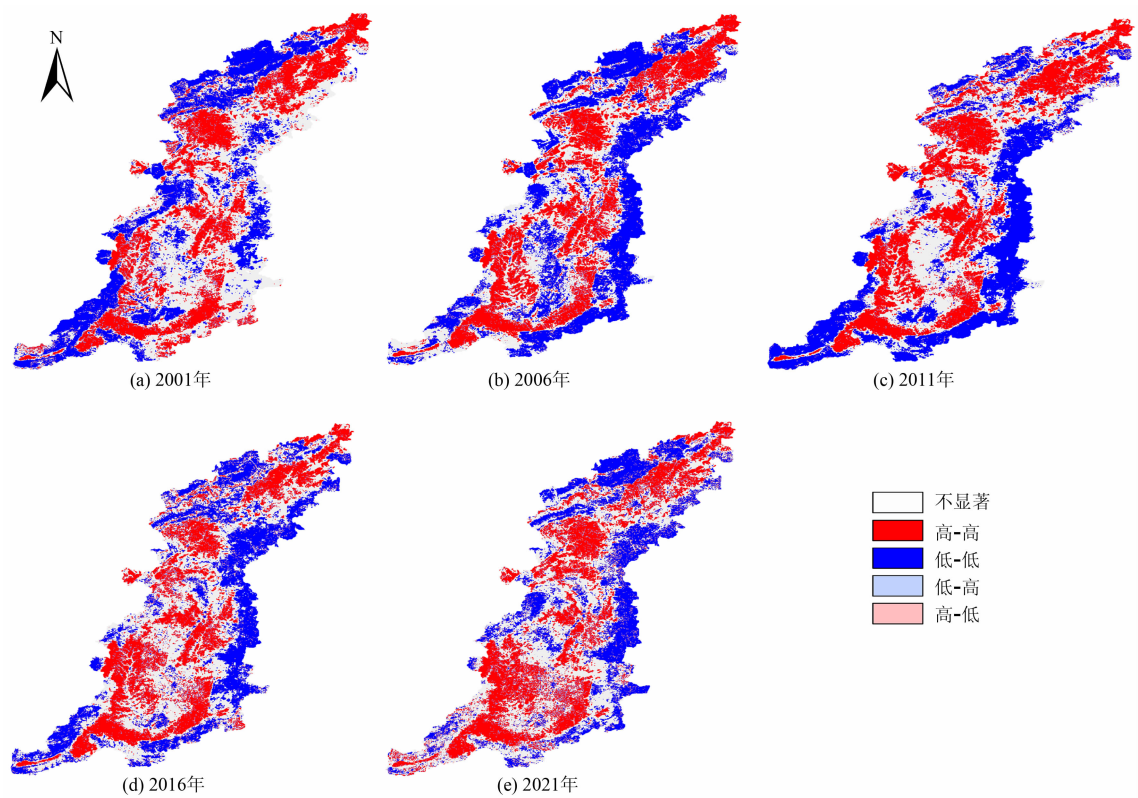 N
(a) 2001年
(b) 2006年
(c) 2011年
(d) 2016年
(e) 2021年
不显著
高-高
低-低
低-高
高-低